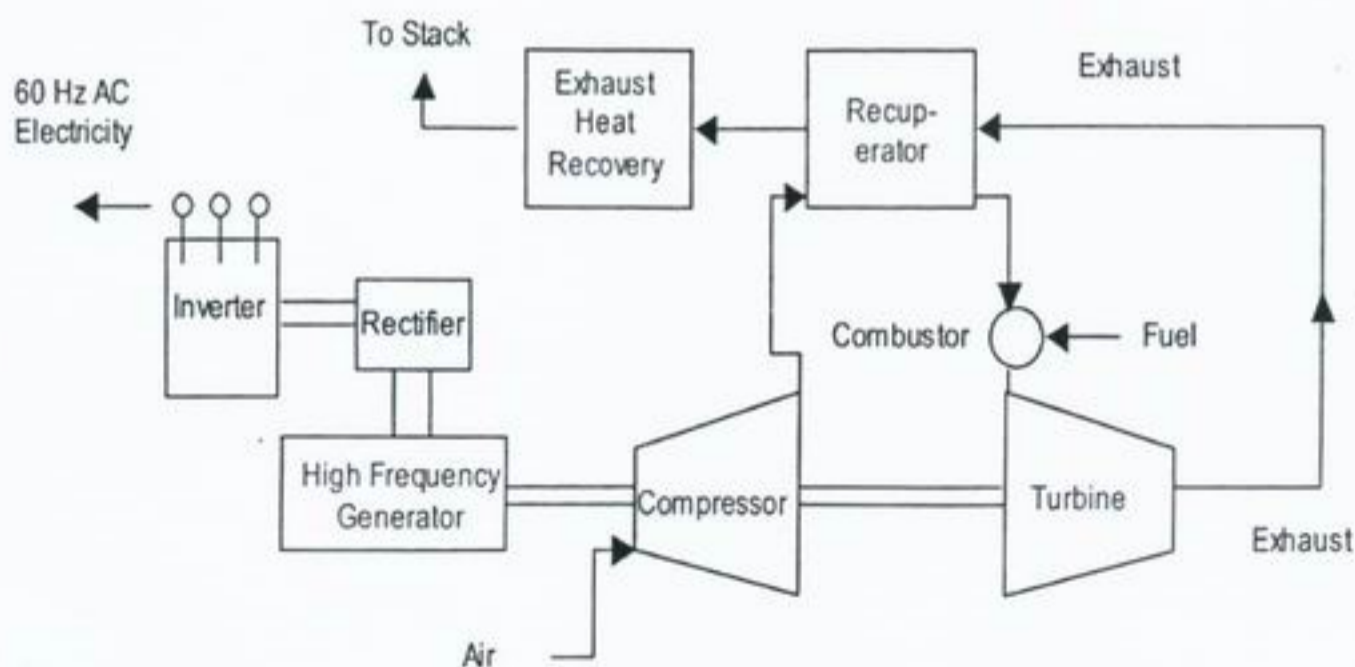 To Stack
60 Hz AC
Electricity
Exhaust
Heat
Recovery
Recup-
erator
Exhaust
Inverter
Rectifier
Combustor
Fuel
High Frequency
Generator
Compressor
Turbine
Exhaust
Air